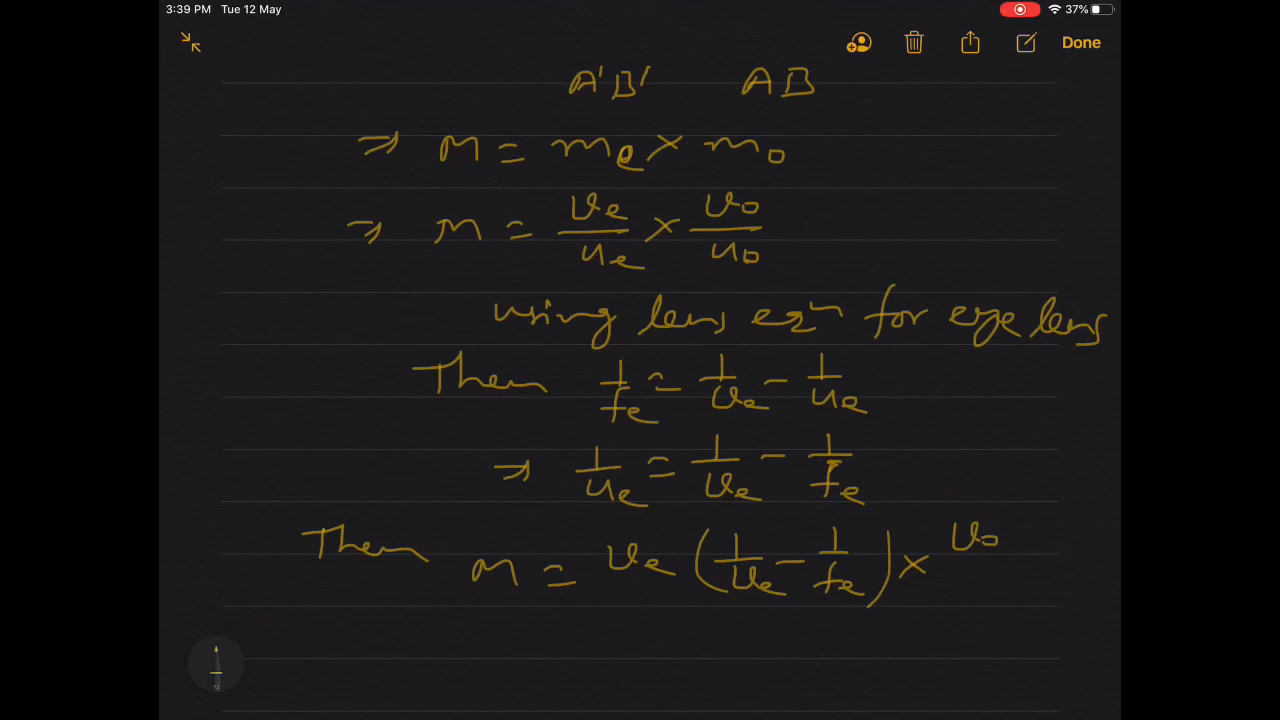 3:39 PM Tue 12 May 37%
Done
A'B' AB
⇒ M = me × mo
⇒ M = ve/ue × vo/uo
using lens eqn for eye lens
Then 1/fe = 1/ve - 1/ue
⇒ 1/ue = 1/ve - 1/fe
Then M = ve (1/ve - 1/fe) × vo